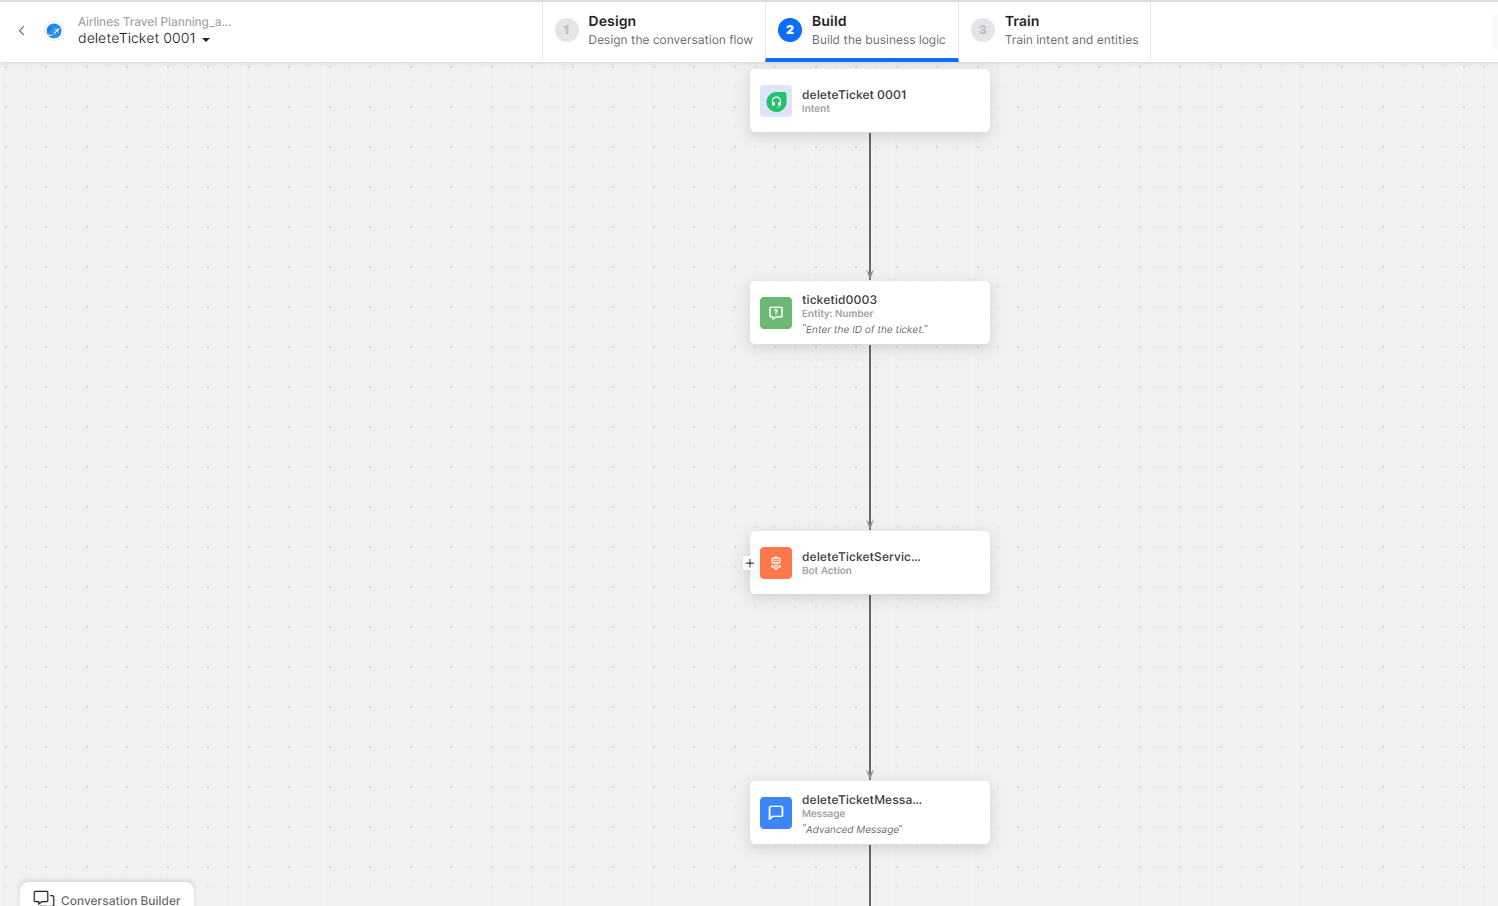 Airlines Travel Planning_a...
deleteTicket 0001
1
Design
Design the conversation flow
2
Build
Build the business logic
3
Train
Train intent and entities
deleteTicket 0001
Intent
ticketid0003
Entity: Number
"Enter the ID of the ticket."
deleteTicketServic...
Bot Action
deleteTicketMessa...
Message
"Advanced Message"
Conversation Builder